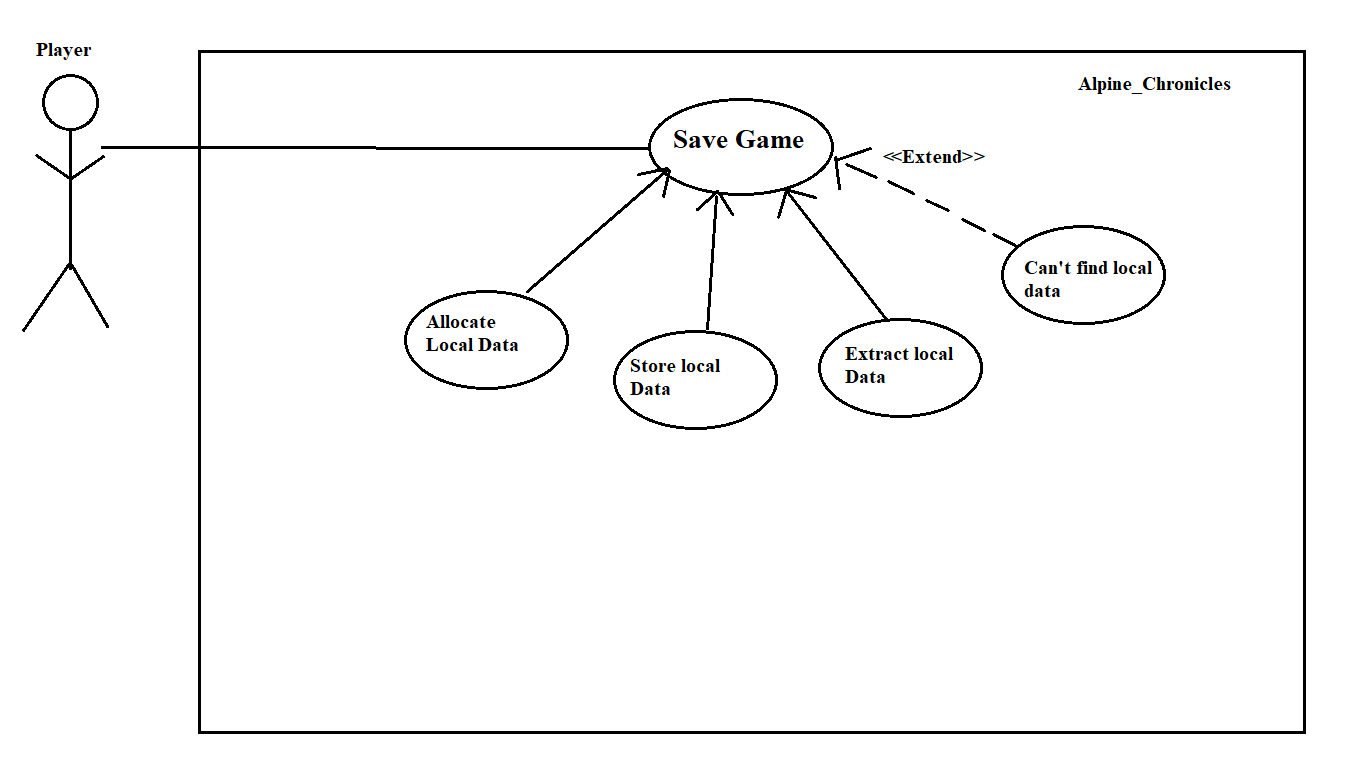 Player
Alpine_Chronicles
Save Game
<<Extend>>
Can't find local
data
Allocate
Local Data
Store local
Data
Extract local
Data